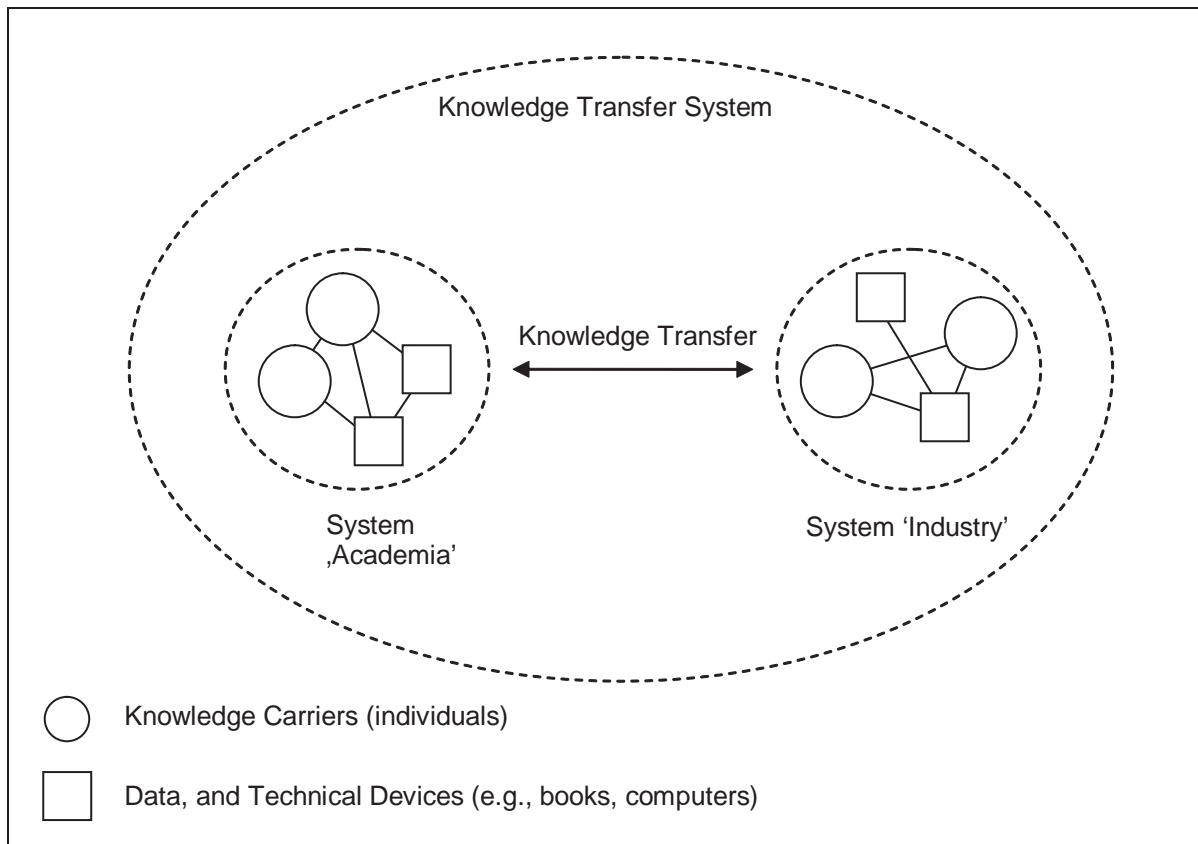 Knowledge Transfer System
Knowledge Transfer
System
‚Academia’
System ‘Industry’
Knowledge Carriers (individuals)
Data, and Technical Devices (e.g., books, computers)